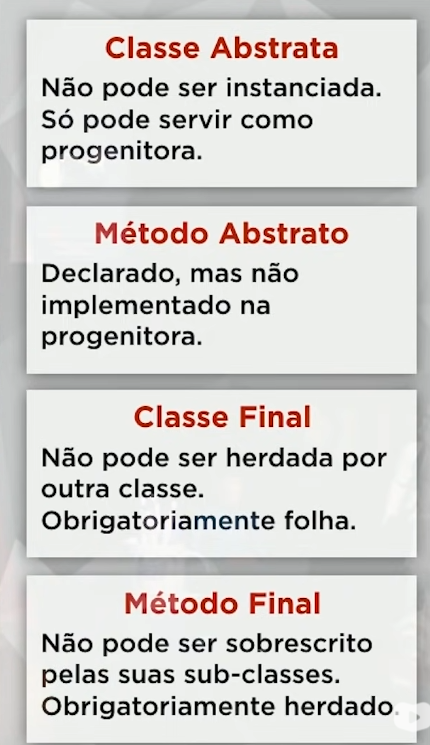 Classe Abstrata
Não pode ser instanciada.
Só pode servir como
progenitora.
Método Abstrato
Declarado, mas não
implementado na
progenitora.
Classe Final
Não pode ser herdada por
outra classe.
Obrigatoriamente folha.
Método Final
Não pode ser sobrescrito
pelas suas sub-classes.
Obrigatoriamente herdado.